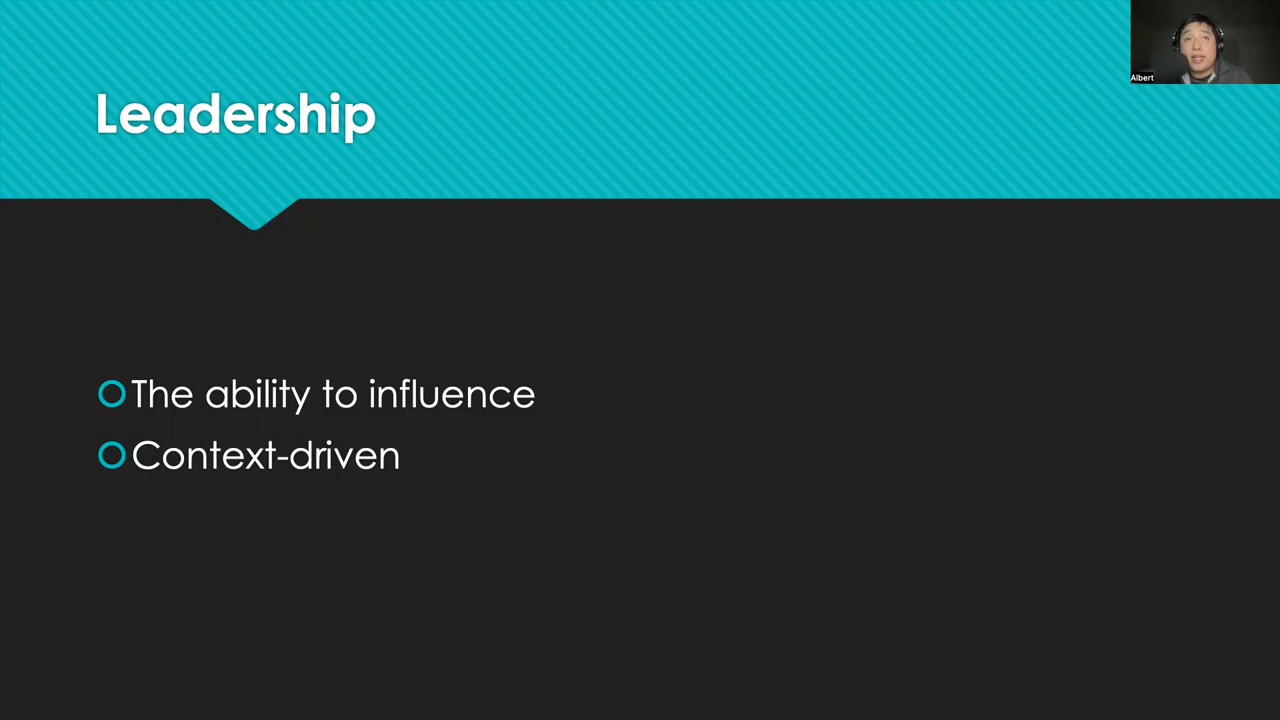 Albert
Leadership
The ability to influence
Context-driven